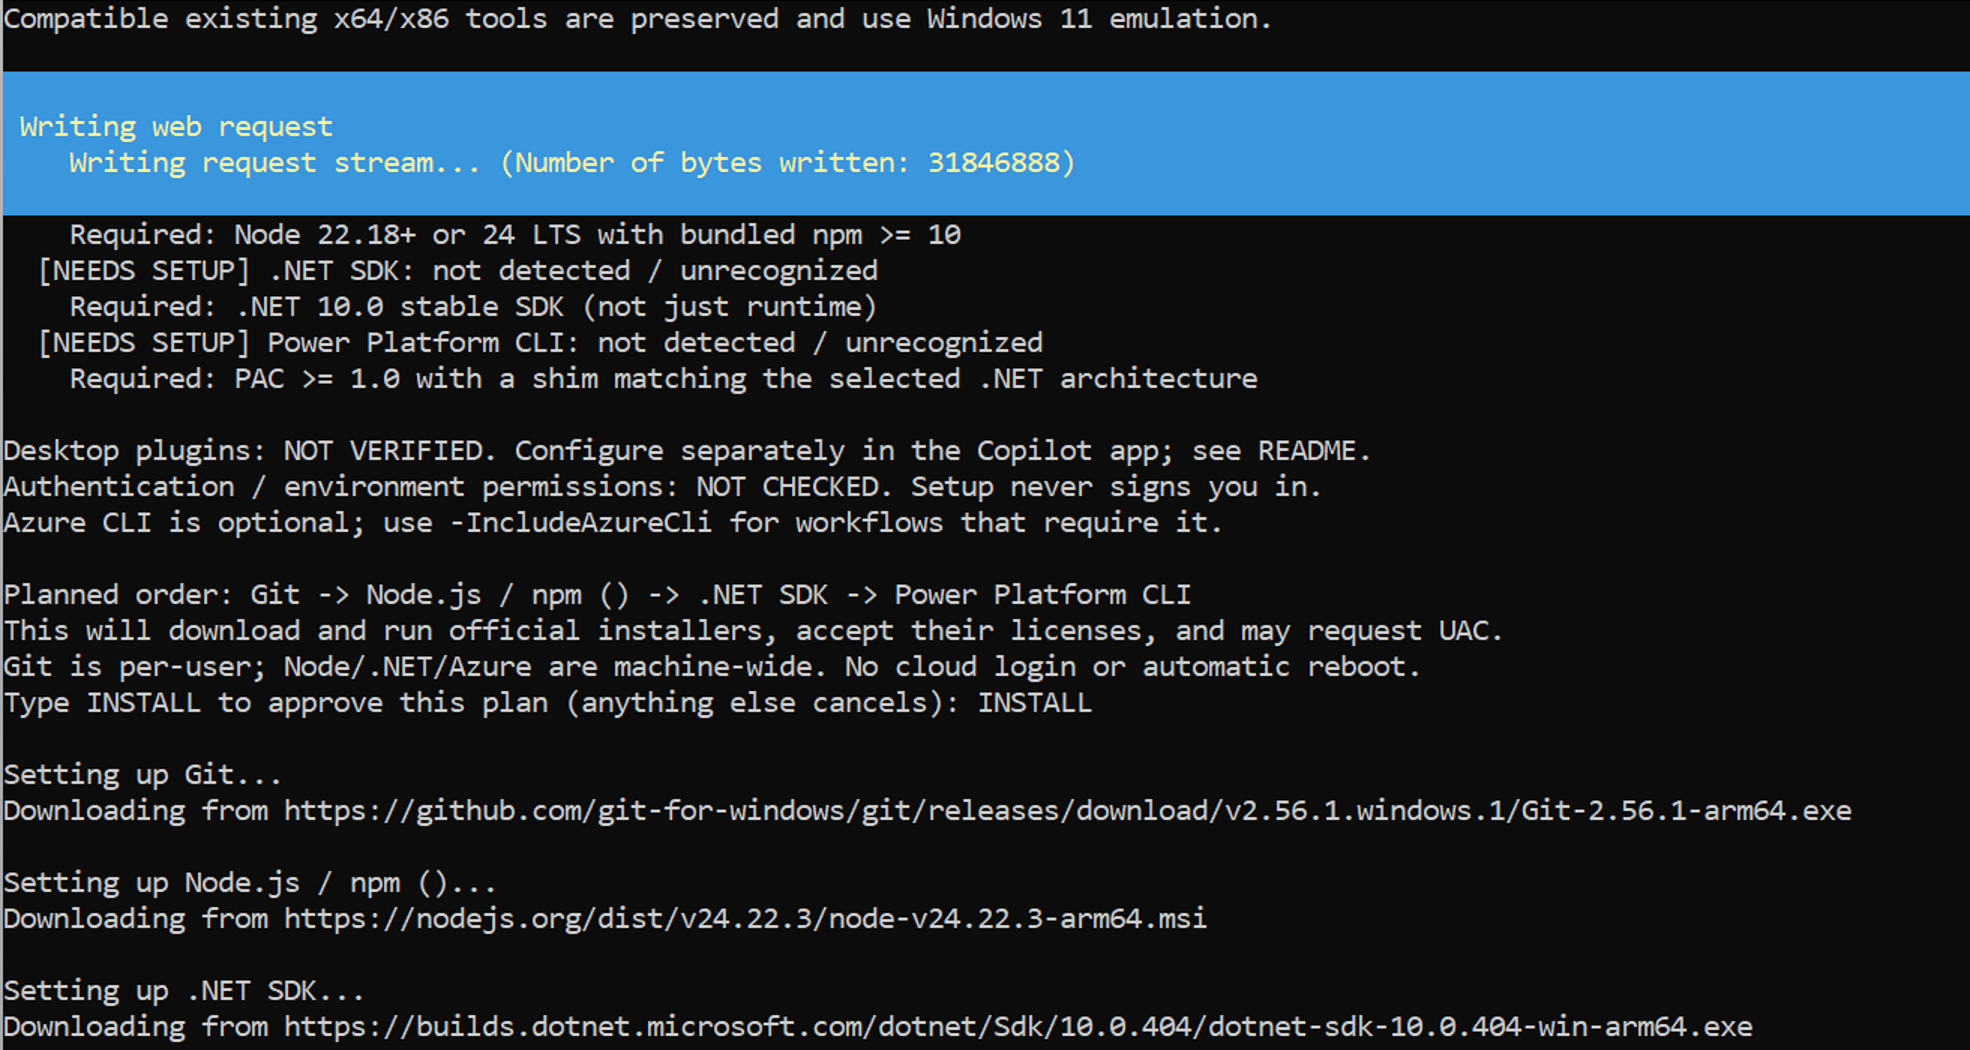 Compatible existing x64/x86 tools are preserved and use Windows 11 emulation.
Writing web request
Writing request stream... (Number of bytes written: 31846888)
Required: Node 22.18+ or 24 LTS with bundled npm >= 10
[NEEDS SETUP] .NET SDK: not detected / unrecognized
Required: .NET 10.0 stable SDK (not just runtime)
[NEEDS SETUP] Power Platform CLI: not detected / unrecognized
Required: PAC >= 1.0 with a shim matching the selected .NET architecture
Desktop plugins: NOT VERIFIED. Configure separately in the Copilot app; see README.
Authentication / environment permissions: NOT CHECKED. Setup never signs you in.
Azure CLI is optional; use -IncludeAzureCli for workflows that require it.
Planned order: Git -> Node.js / npm () -> .NET SDK -> Power Platform CLI
This will download and run official installers, accept their licenses, and may request UAC.
Git is per-user; Node/.NET/Azure are machine-wide. No cloud login or automatic reboot.
Type INSTALL to approve this plan (anything else cancels): INSTALL
Setting up Git...
Downloading from https://github.com/git-for-windows/git/releases/download/v2.56.1.windows.1/Git-2.56.1-arm64.exe
Setting up Node.js / npm ()...
Downloading from https://nodejs.org/dist/v24.22.3/node-v24.22.3-arm64.msi
Setting up .NET SDK...
Downloading from https://builds.dotnet.microsoft.com/dotnet/Sdk/10.0.404/dotnet-sdk-10.0.404-win-arm64.exe